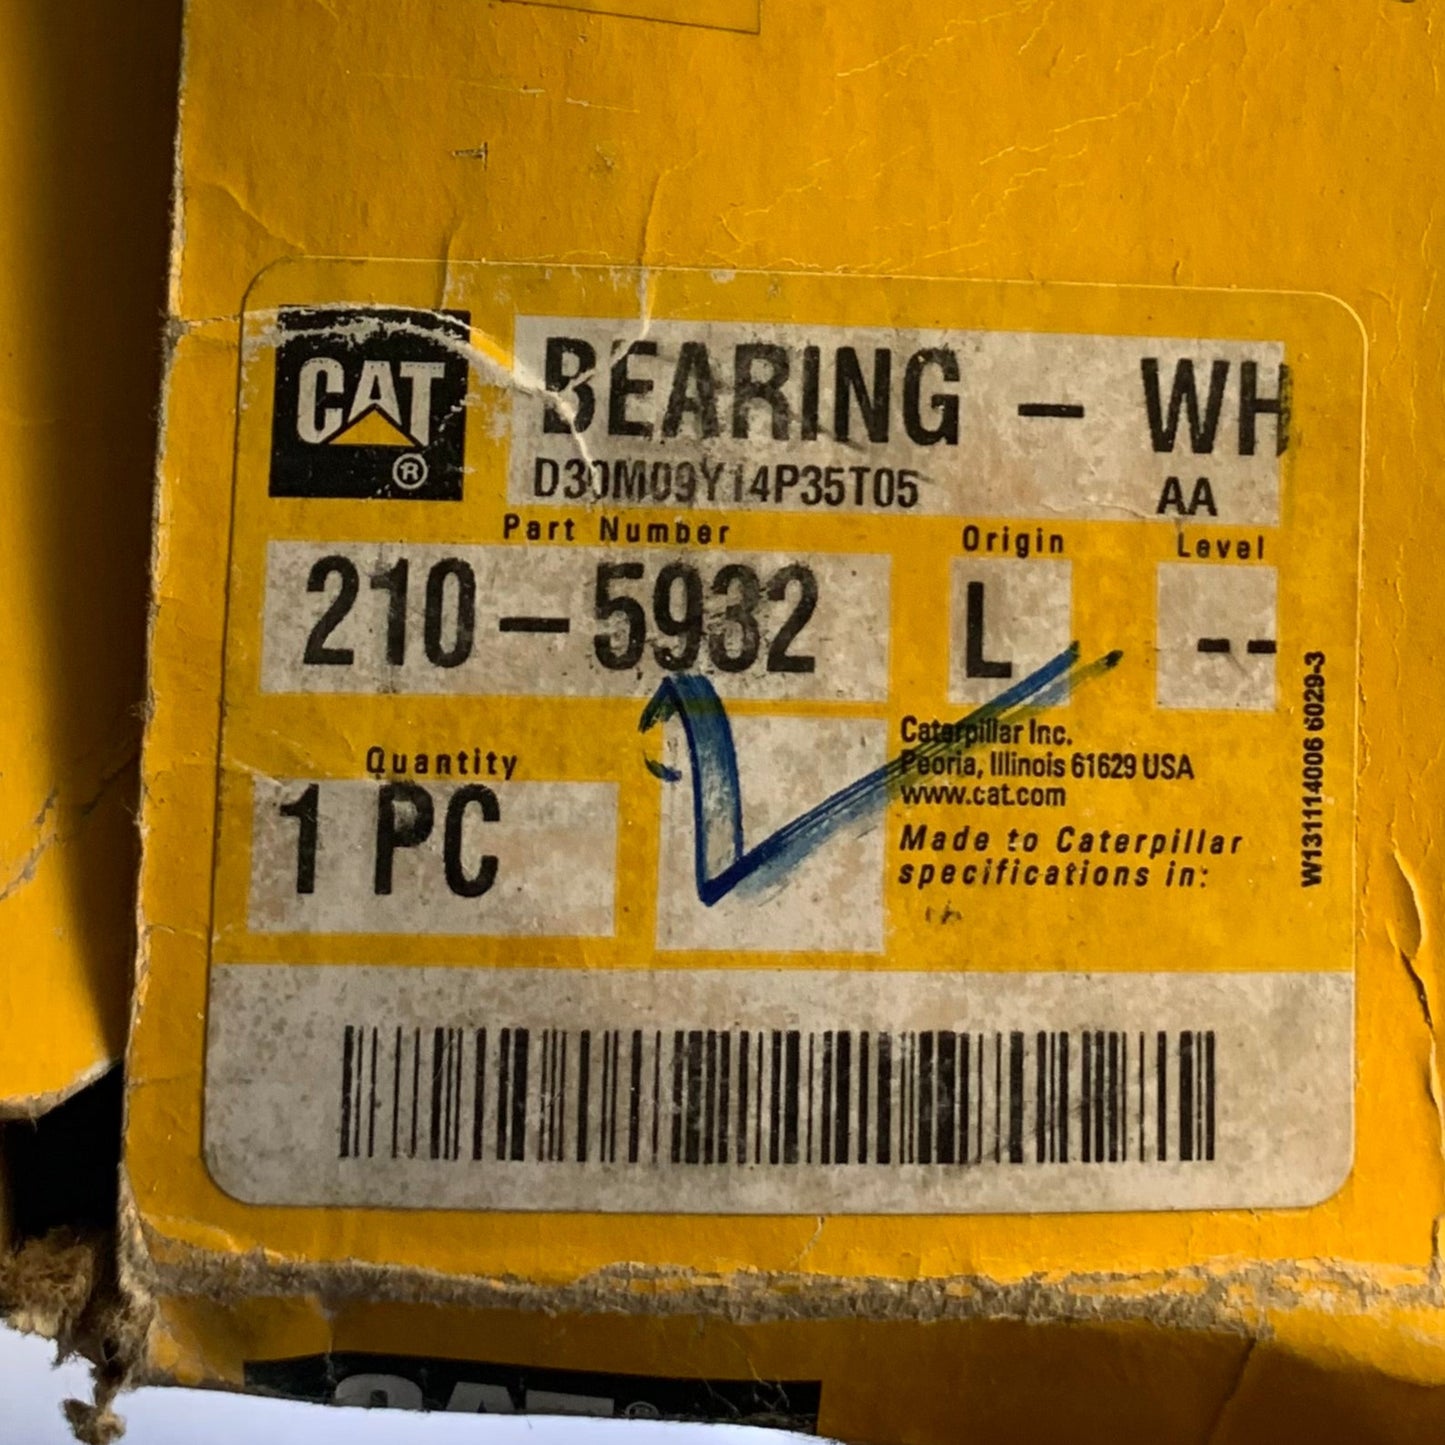 CAT
®
BEARING - WH
D30M09Y14P35T05 AA
Part Number Origin Level
210-5932 L --
Quantity
1 PC
Caterpillar Inc.
Peoria, Illinois 61629 USA
www.cat.com
Made to Caterpillar
specifications in:
W131114006 6029-3
CAT